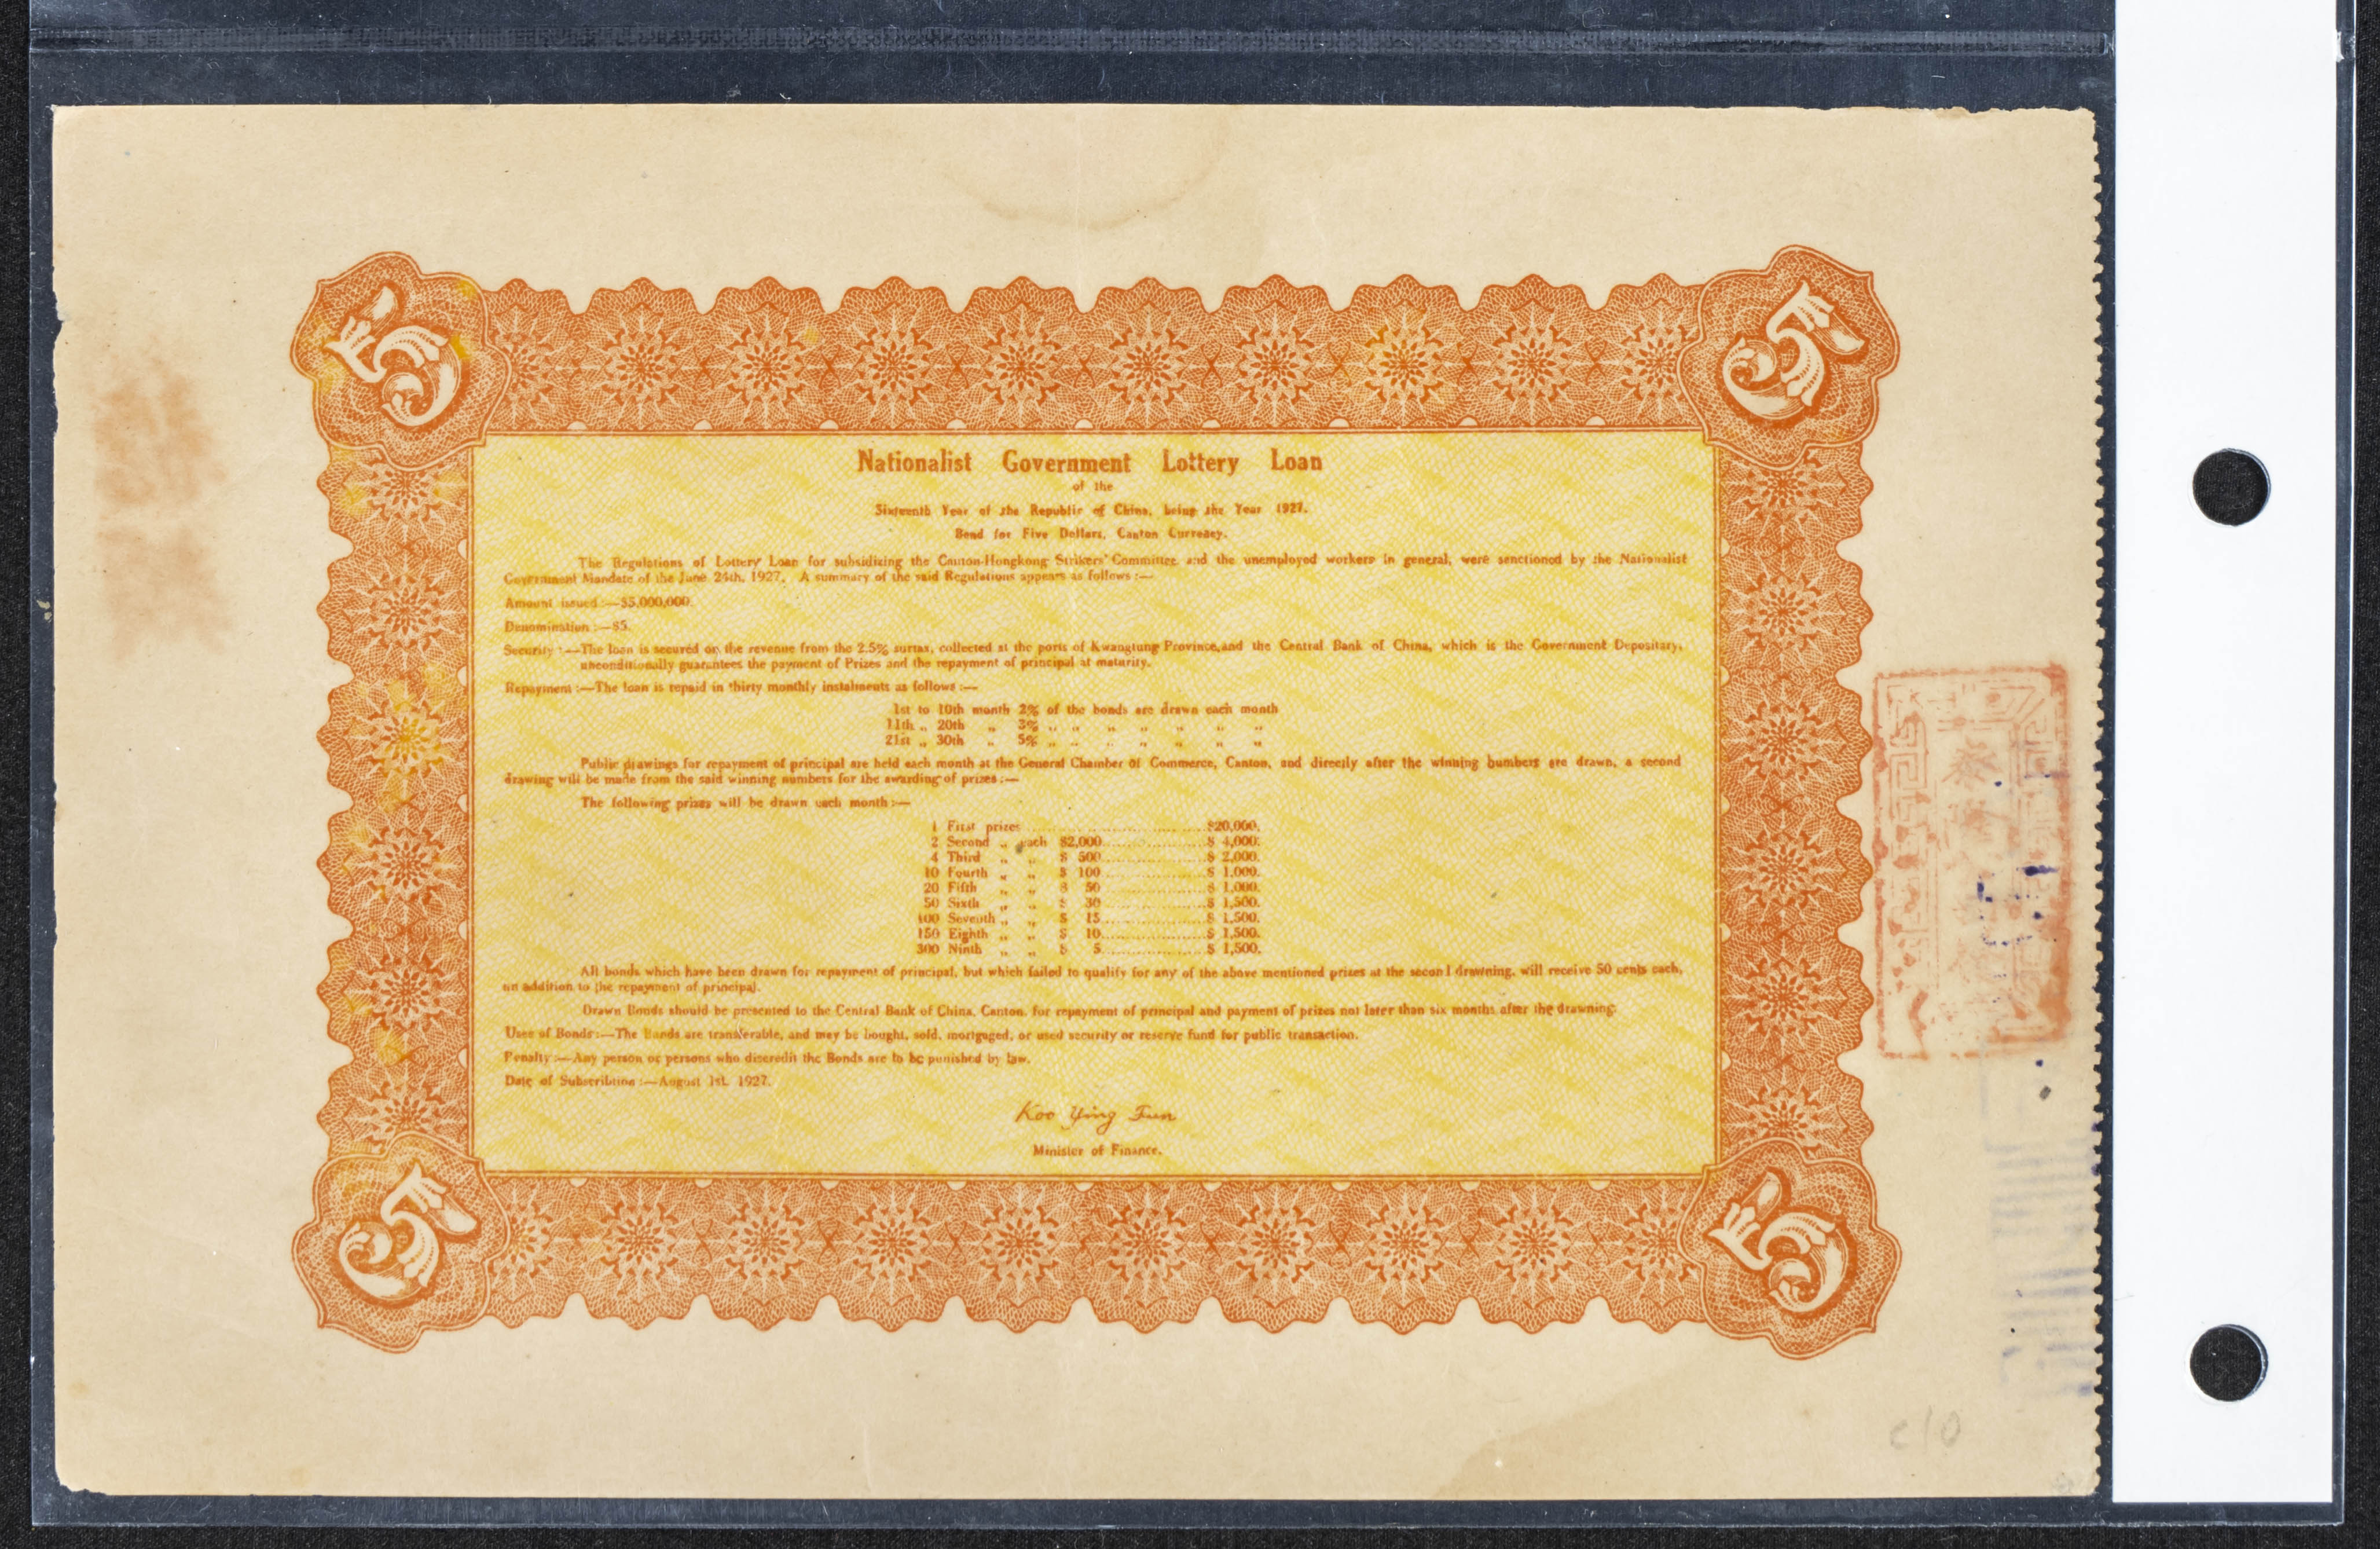 5
5
Nationalist Government Lottery Loan
of the
Sixteenth Year of the Republic of China, being the Year 1927.
Bond for Five Dollars, Canton Currency.
The Regulations of Lottery Loan for subsidizing the Canton-Hongkong Strikers' Committee and the unemployed workers in general, were sanctioned by the Nationalist
Government Mandate of the June 24th, 1927. A summary of the said Regulations appears as follows :—
Amount issued :—$5,000,000.
Denomination :—$5.
Security :—The loan is secured on the revenue from the 2.5% surtax, collected at the ports of Kwangtung Province, and the Central Bank of China, which is the Government Depositary,
unconditionally guarantees the payment of Prizes and the repayment of principal at maturity.
Repayment :—The loan is repaid in thirty monthly instalments as follows :—
1st to 10th month 2% of the bonds are drawn each month
11th „ 20th „ 3% „ „ „ „ „ „ „
21st „ 30th „ 5% „ „ „ „ „ „ „
Public drawings for repayment of principal are held each month at the General Chamber of Commerce, Canton, and directly after the winning bumbers are drawn, a second
drawing will be made from the said winning numbers for the awarding of prizes :—
The following prizes will be drawn each month :—
1 First prizes ........ $20,000.
2 Second „ each $2,000 ........ $ 4,000.
4 Third „ „ $ 500 ........ $ 2,000.
10 Fourth „ „ $ 100 ........ $ 1,000.
20 Fifth „ „ $ 50 ........ $ 1,000.
50 Sixth „ „ $ 30 ........ $ 1,500.
100 Seventh „ „ $ 15 ........ $ 1,500.
150 Eighth „ „ $ 10 ........ $ 1,500.
300 Ninth „ „ $ 5 ........ $ 1,500.
All bonds which have been drawn for repayment of principal, but which failed to qualify for any of the above mentioned prizes at the second drawning, will receive 50 cents each,
in addition to the repayment of principal.
Drawn Bonds should be presented to the Central Bank of China, Canton, for repayment of principal and payment of prizes not later than six months after the drawning.
Uses of Bonds :—The Bonds are transferable, and may be bought, sold, mortgaged, or used security or reserve fund for public transaction.
Penalty :—Any person or persons who discredit the Bonds are to be punished by law.
Date of Subscribtion :—August 1st. 1927.
Koo Ying Fun
Minister of Finance.
5
5
c/0